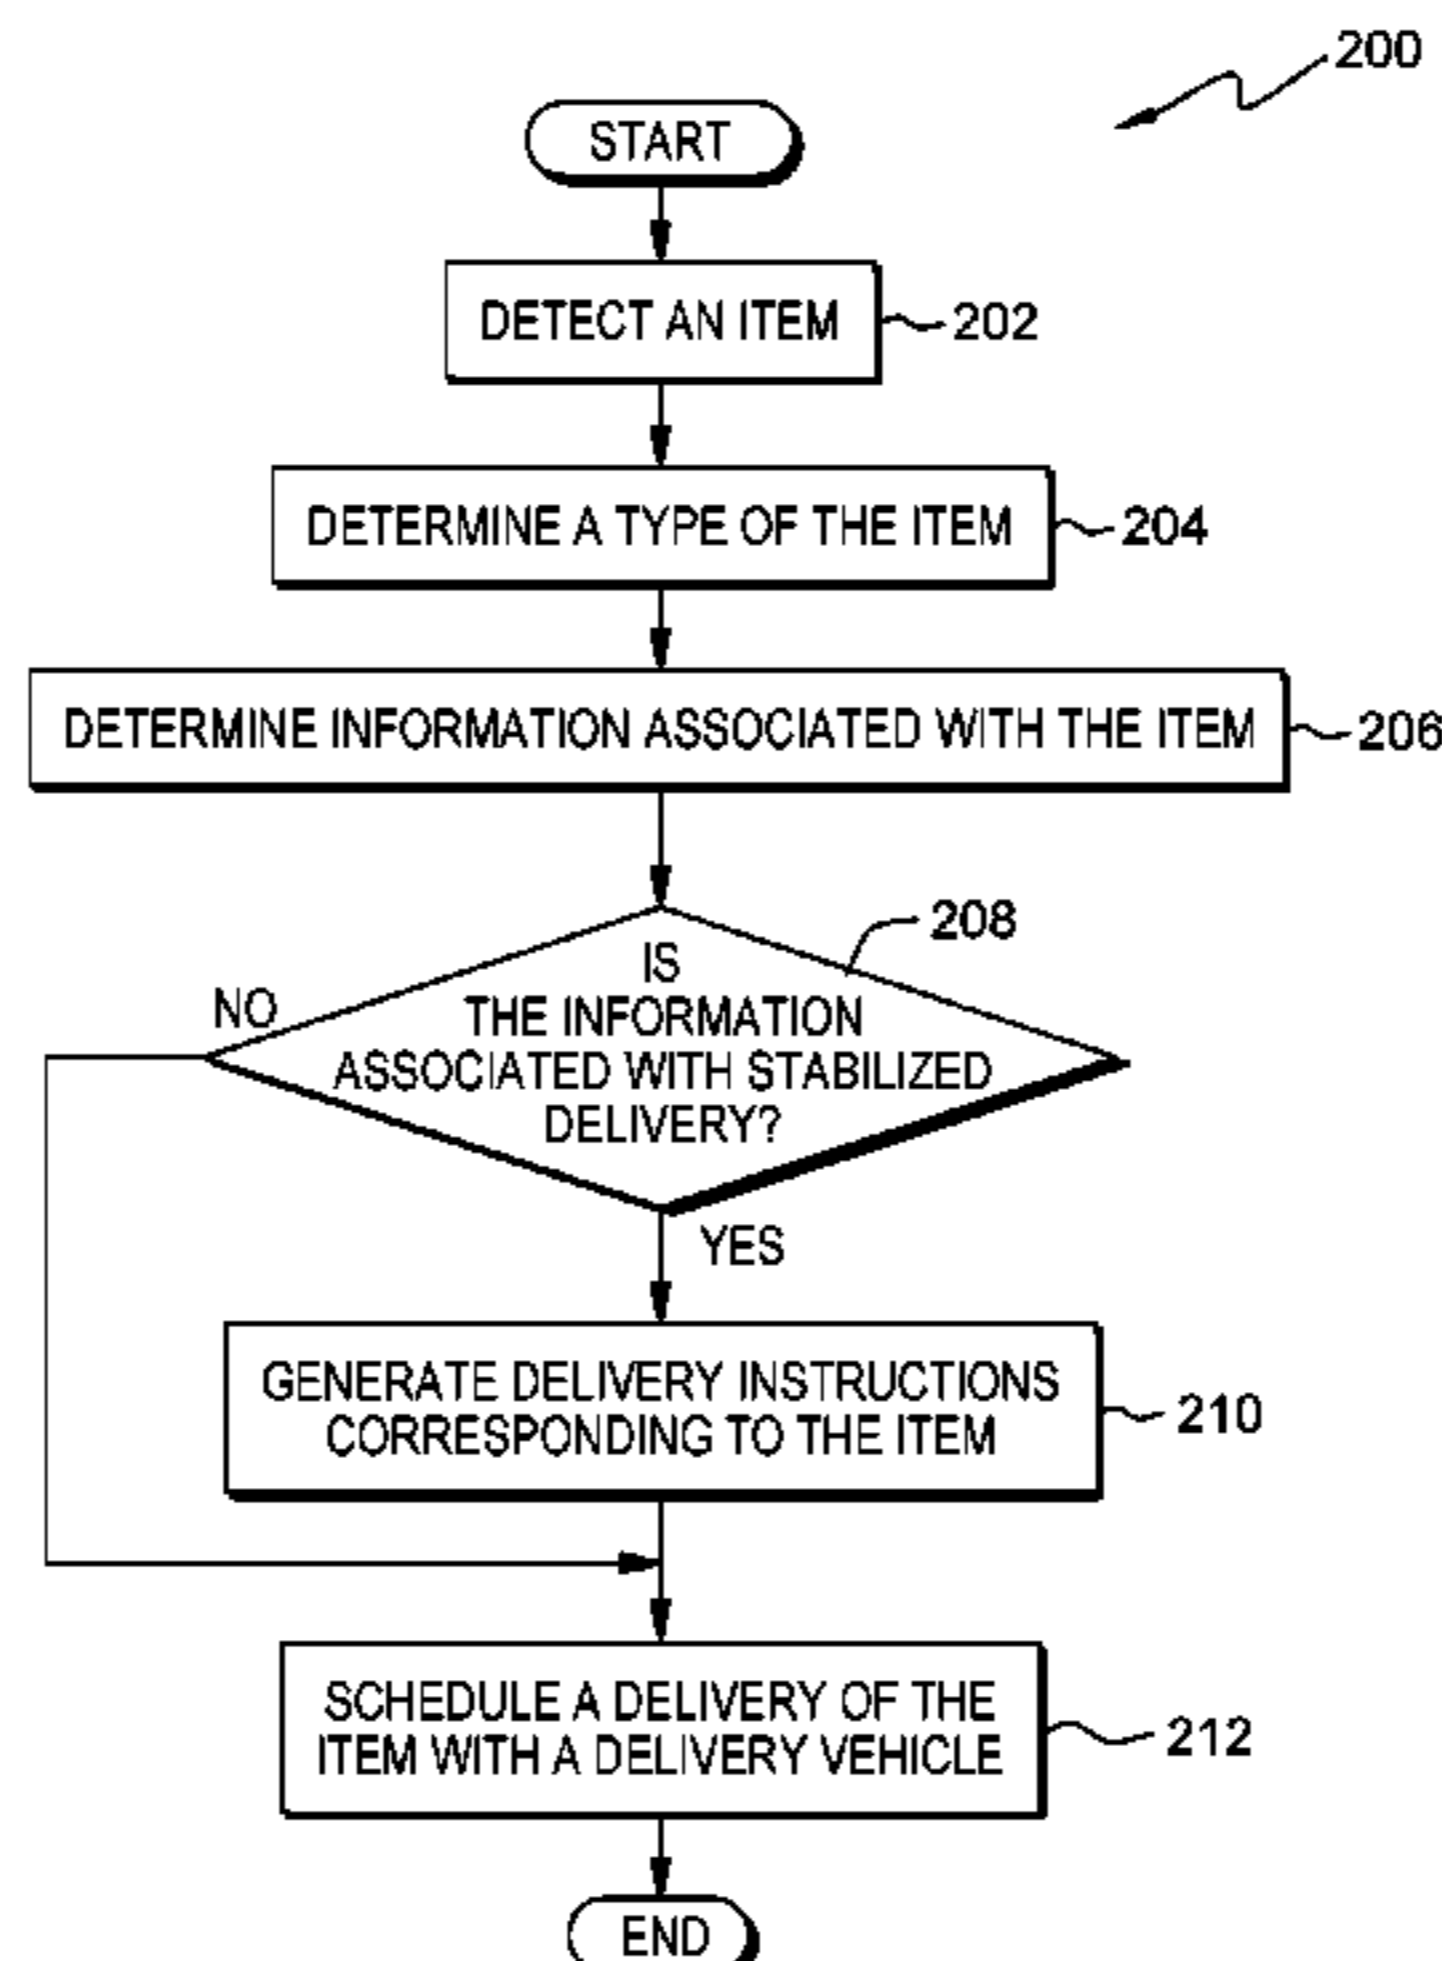 200
START
DETECT AN ITEM
202
DETERMINE A TYPE OF THE ITEM
204
DETERMINE INFORMATION ASSOCIATED WITH THE ITEM
206
208
IS
THE INFORMATION
ASSOCIATED WITH STABILIZED
DELIVERY?
NO
YES
GENERATE DELIVERY INSTRUCTIONS
CORRESPONDING TO THE ITEM
210
SCHEDULE A DELIVERY OF THE
ITEM WITH A DELIVERY VEHICLE
212
END